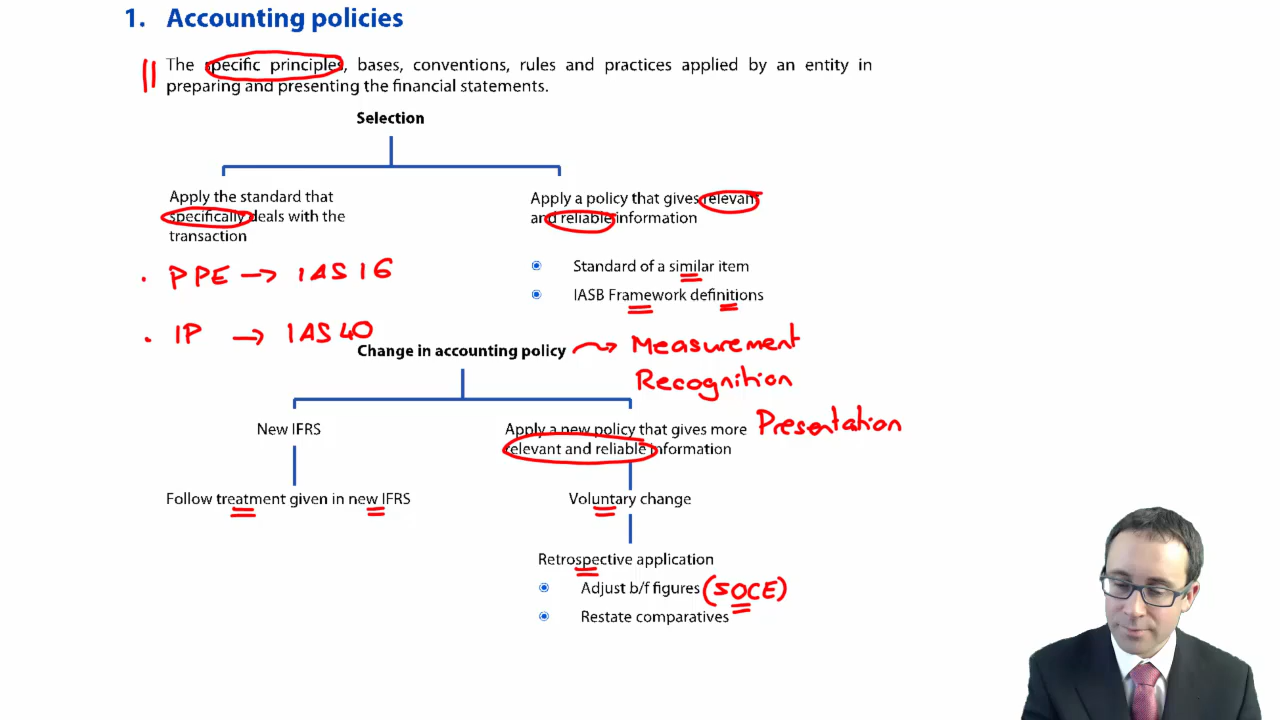 1. Accounting policies
The specific principles, bases, conventions, rules and practices applied by an entity in
preparing and presenting the financial statements.
Selection
Apply the standard that
specifically deals with the
transaction
Apply a policy that gives relevant
and reliable information
• PPE → IAS 16
• Standard of a similar item
• IASB Framework definitions
• IP → IAS 40
Change in accounting policy → Measurement
Recognition
Presentation
New IFRS
Apply a new policy that gives more
relevant and reliable information
Follow treatment given in new IFRS
Voluntary change
Retrospective application
• Adjust b/f figures (SOCE)
• Restate comparatives